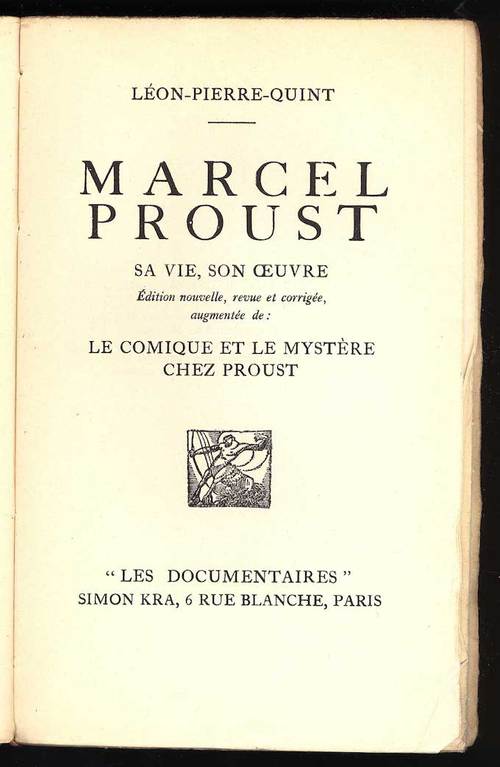 LÉON-PIERRE-QUINT
MARCEL
PROUST
SA VIE, SON ŒUVRE
Édition nouvelle, revue et corrigée,
augmentée de :
LE COMIQUE ET LE MYSTÈRE
CHEZ PROUST
“ LES DOCUMENTAIRES ”
SIMON KRA, 6 RUE BLANCHE, PARIS